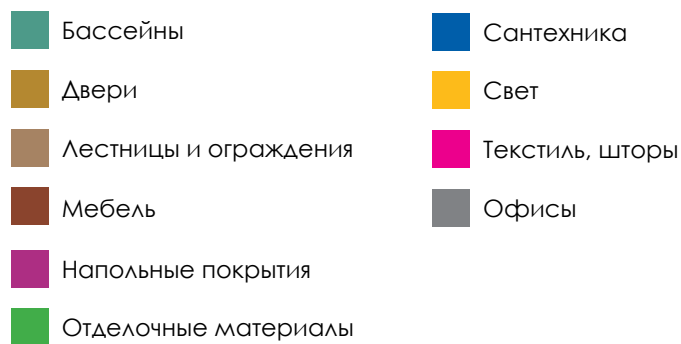 Бассейны
Двери
Лестницы и ограждения
Мебель
Напольные покрытия
Отделочные материалы
Сантехника
Свет
Текстиль, шторы
Офисы